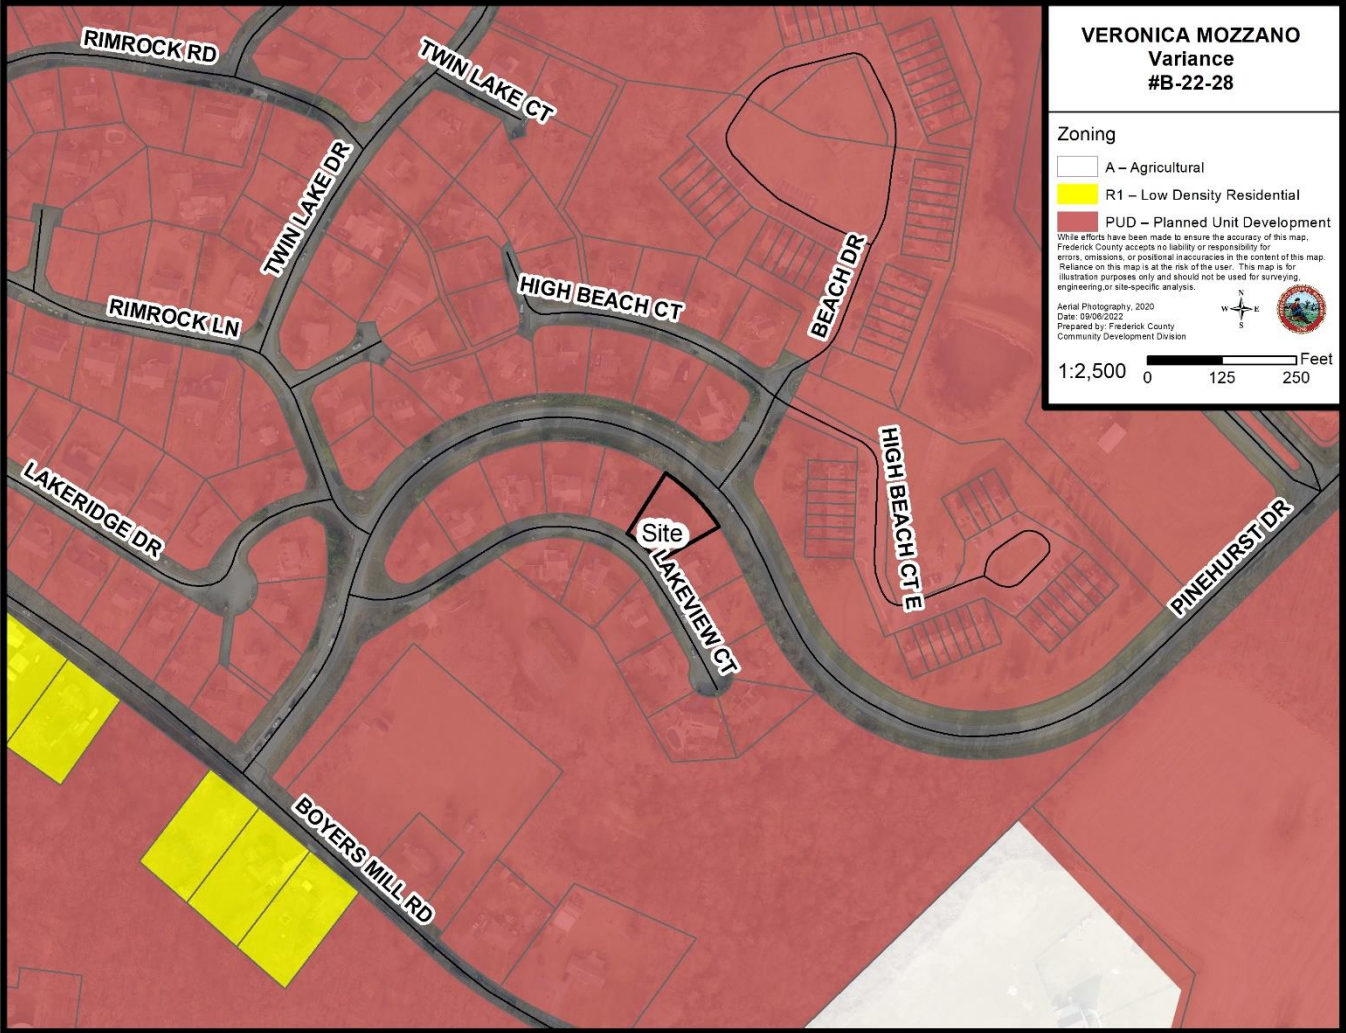 VERONICA MOZZANO
Variance
#B-22-28
Zoning
A – Agricultural
R1 – Low Density Residential
PUD – Planned Unit Development
While efforts have been made to ensure the accuracy of this map,
Frederick County accepts no liability or responsibility for
errors, omissions, or positional inaccuracies in the content of this map.
Reliance on this map is at the risk of the user. This map is for
illustration purposes only and should not be used for surveying,
engineering,or site-specific analysis.
Aerial Photography, 2020
Date: 09/06/2022
Prepared by: Frederick County
Community Development Division
N
W E
S
1:2,500
Feet
0 125 250
RIMROCK RD
TWIN LAKE CT
TWIN LAKE DR
RIMROCK LN
HIGH BEACH CT
BEACH DR
LAKERIDGE DR
HIGH BEACH CT E
Site
LAKEVIEW CT
PINEHURST DR
BOYERS MILL RD